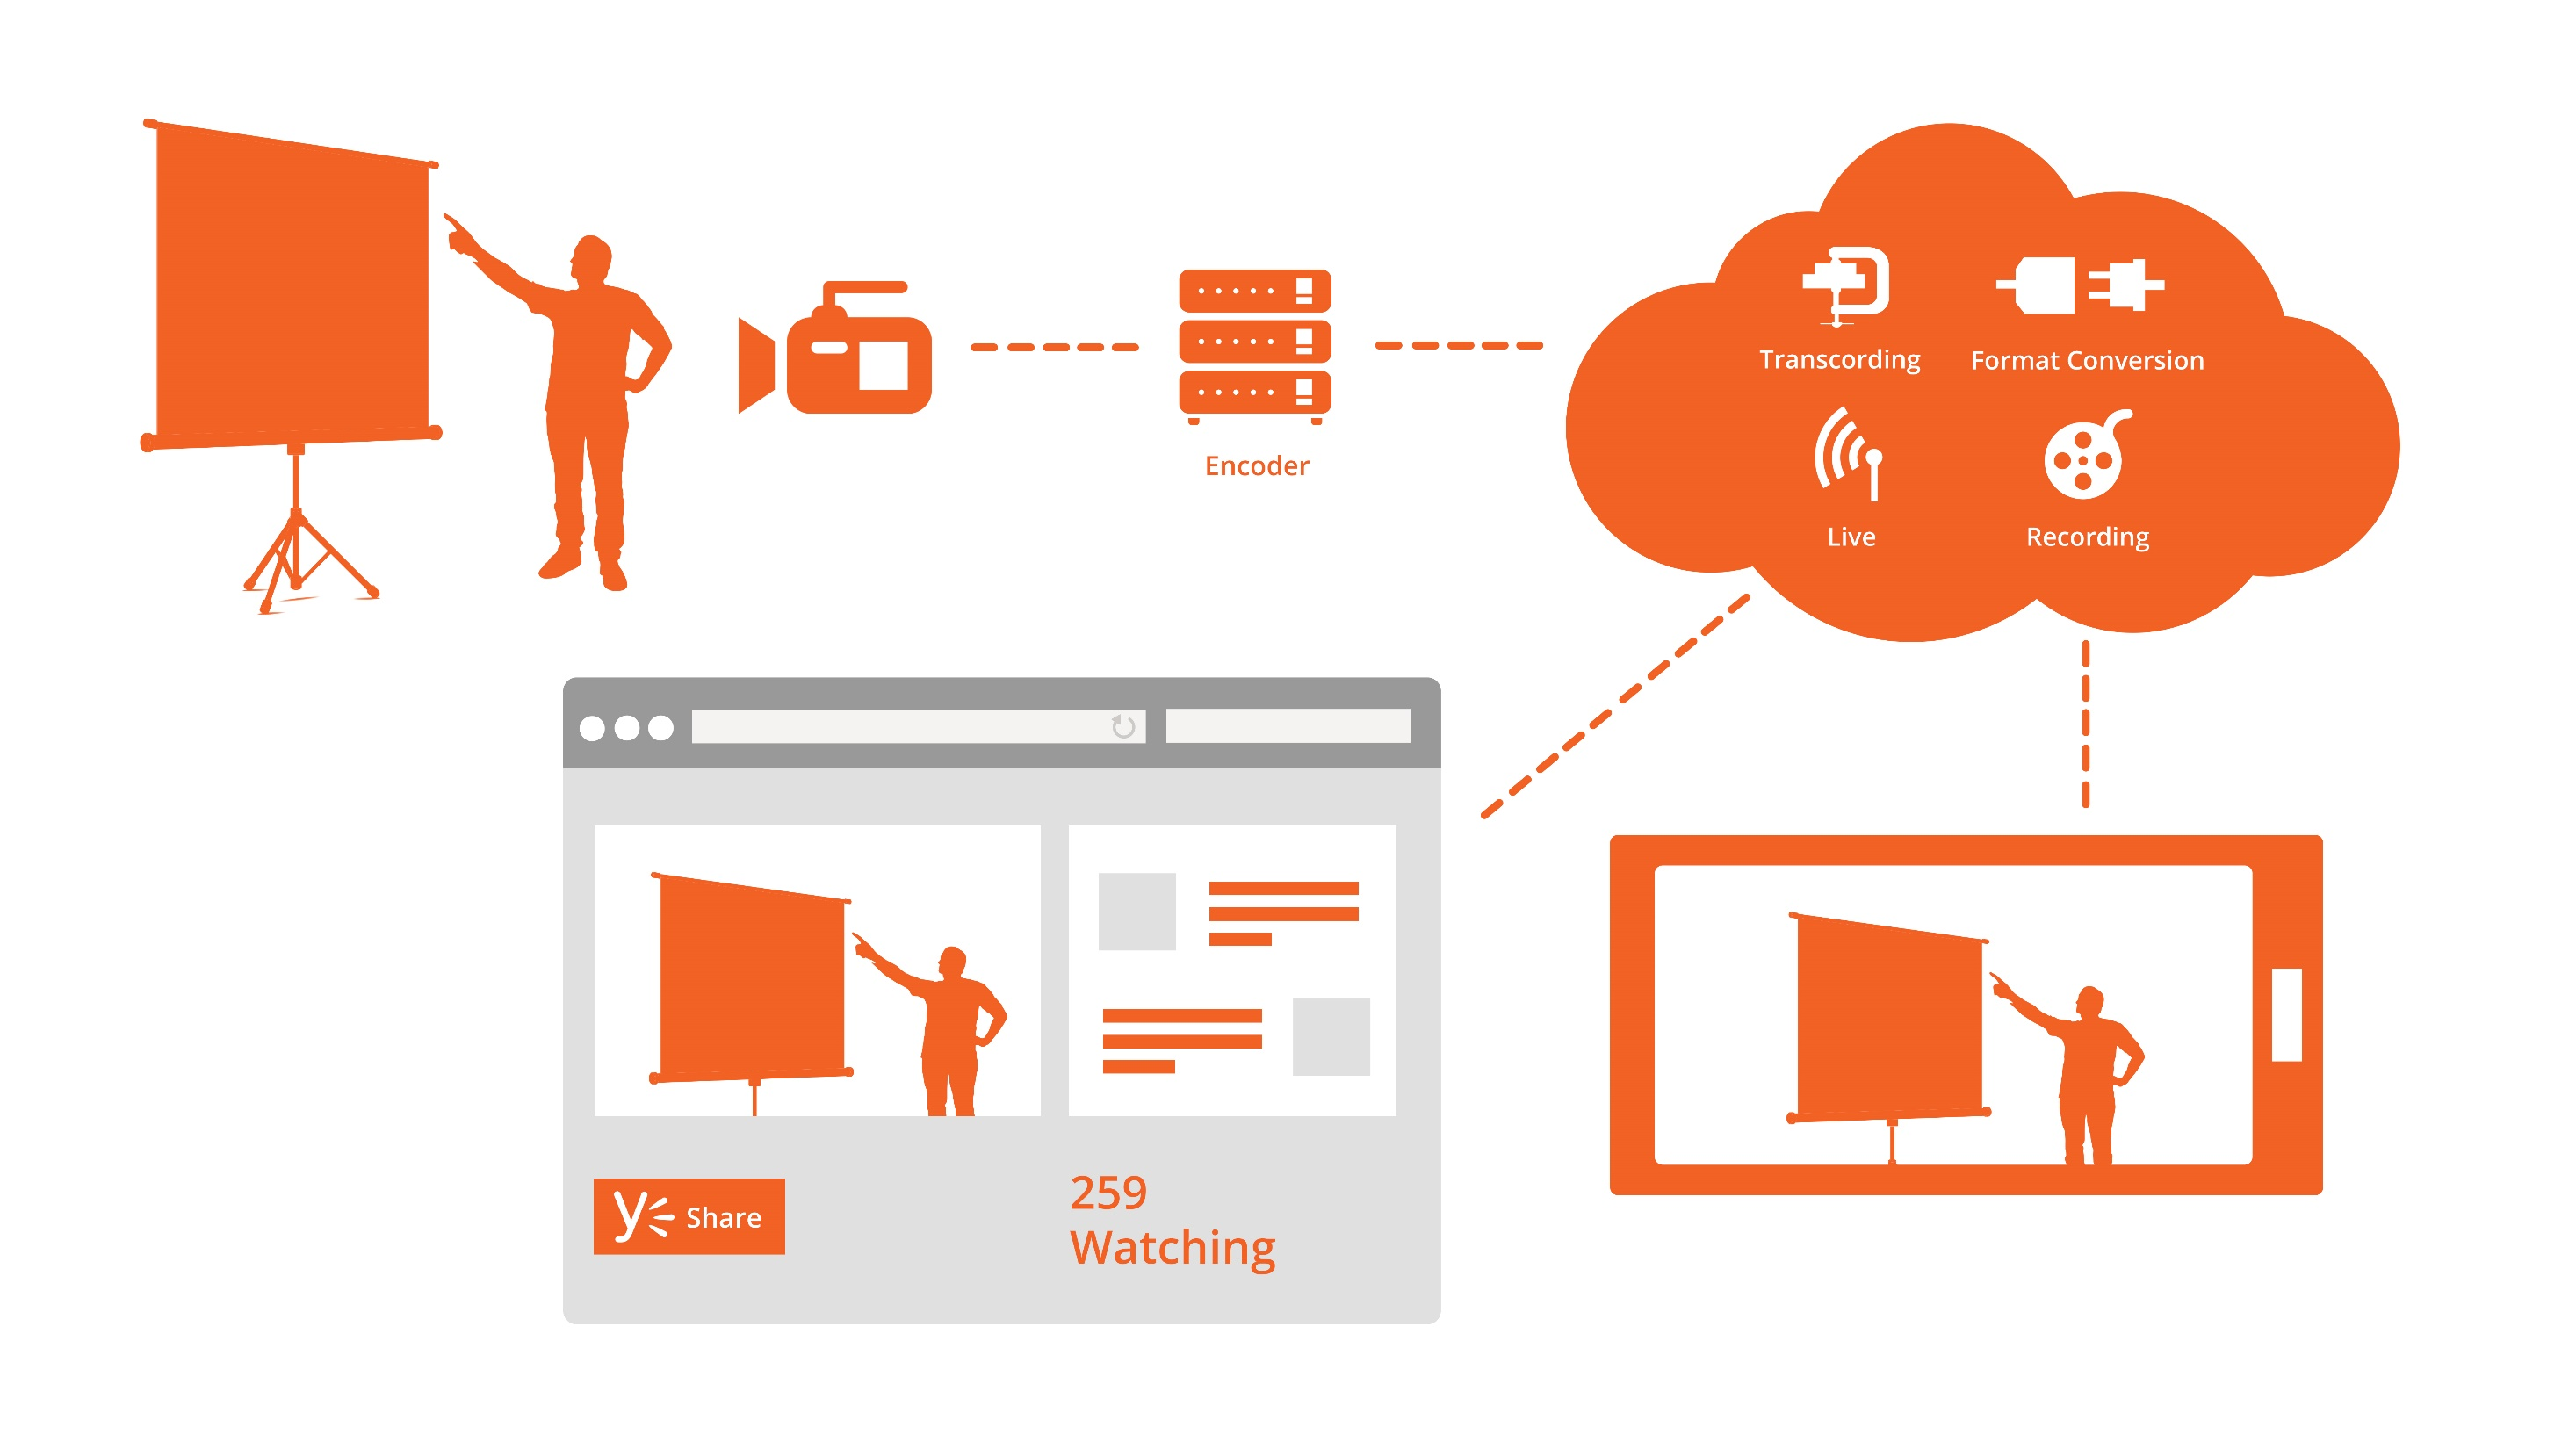 Transcording
Format Conversion
Encoder
Live
Recording
y Share
259
Watching